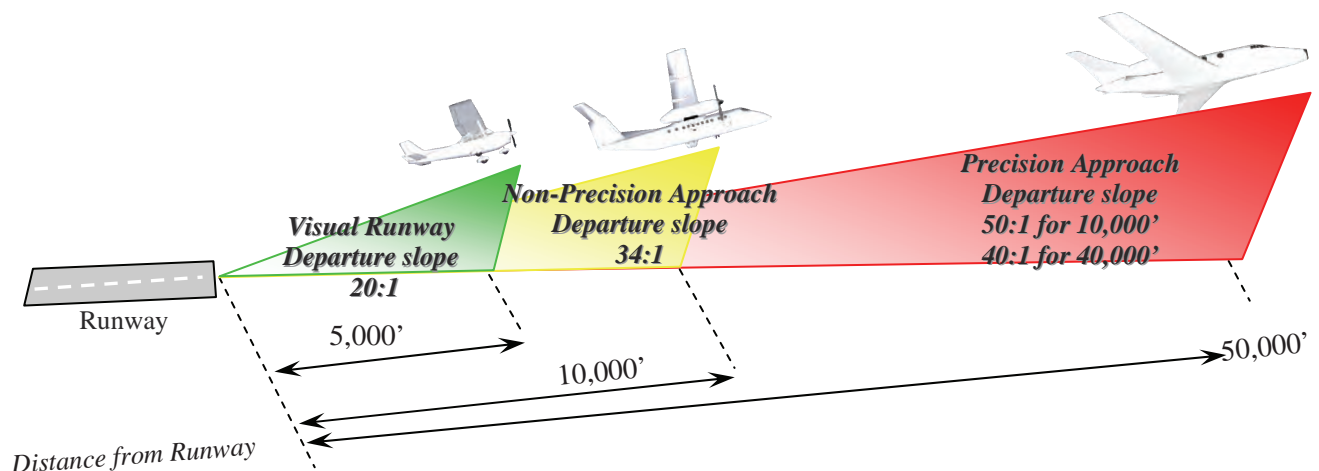 Precision Approach
Departure slope
50:1 for 10,000’
40:1 for 40,000’
Non-Precision Approach
Departure slope
34:1
Visual Runway
Departure slope
20:1
Runway
5,000’
10,000’
50,000’
Distance from Runway